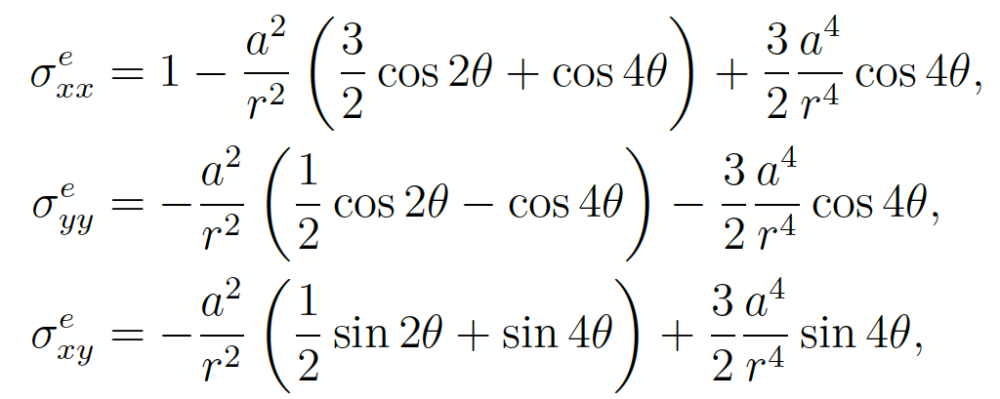 σ^e_{xx} = 1 − \frac{a^2}{r^2} \left( \frac{3}{2} cos 2θ + cos 4θ \right) + \frac{3}{2} \frac{a^4}{r^4} cos 4θ,
σ^e_{yy} = − \frac{a^2}{r^2} \left( \frac{1}{2} cos 2θ − cos 4θ \right) − \frac{3}{2} \frac{a^4}{r^4} cos 4θ,
σ^e_{xy} = − \frac{a^2}{r^2} \left( \frac{1}{2} sin 2θ + sin 4θ \right) + \frac{3}{2} \frac{a^4}{r^4} sin 4θ,